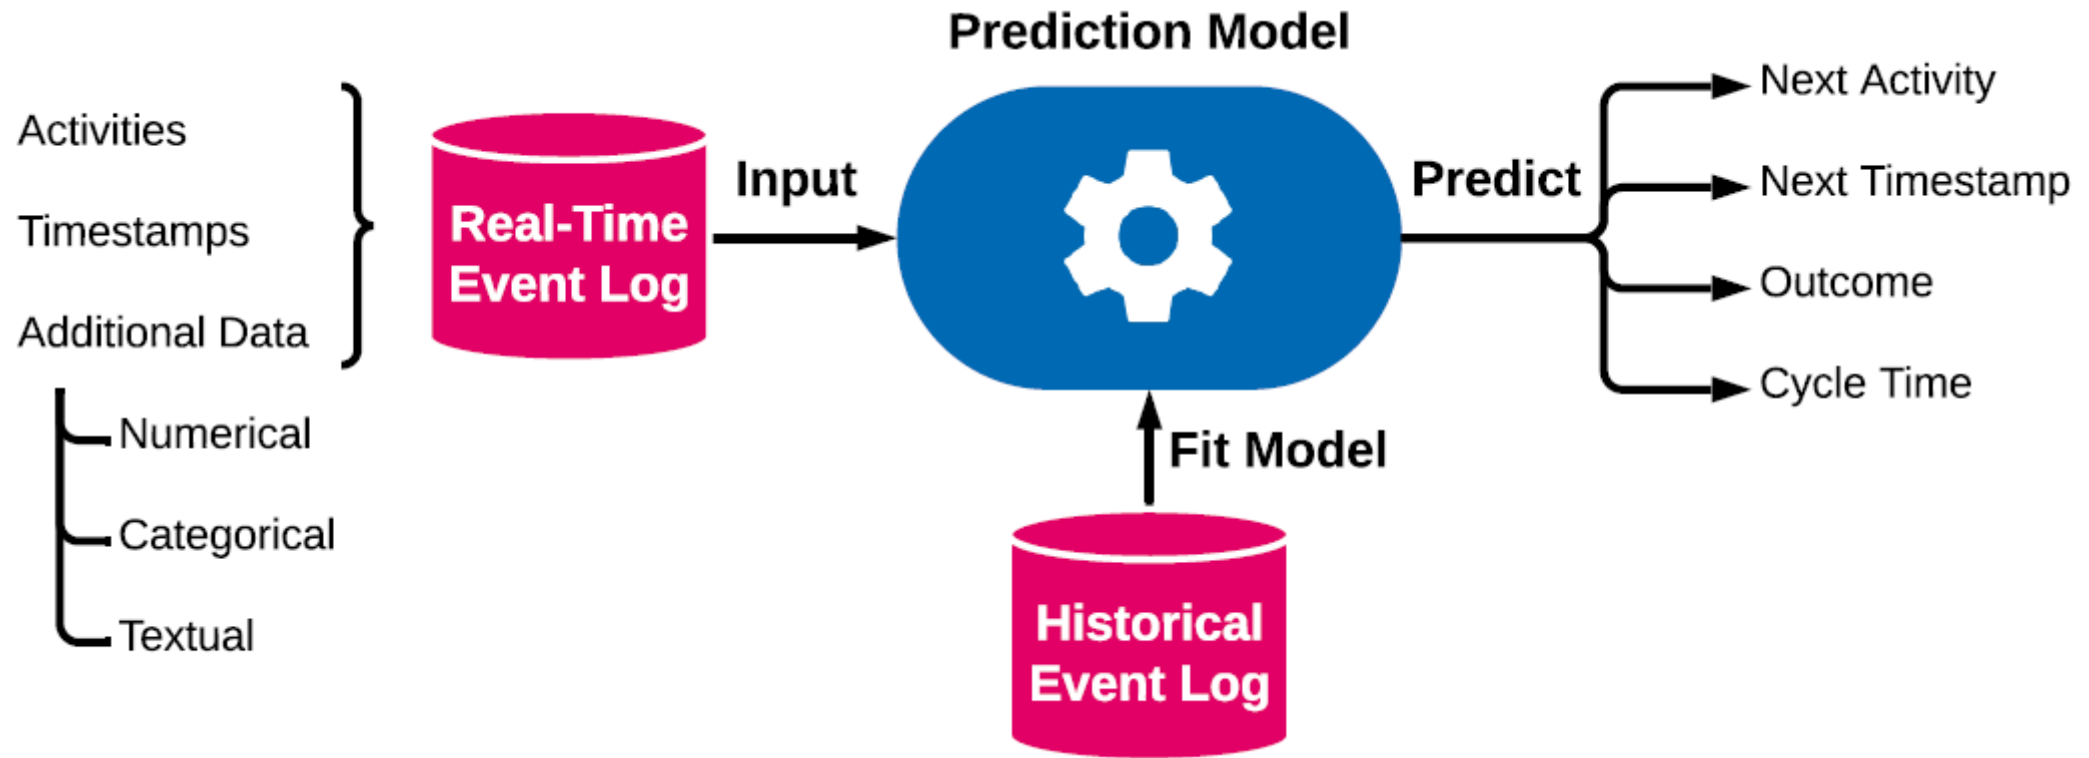 Prediction Model
Activities
Timestamps
Additional Data
Numerical
Categorical
Textual
Real-Time
Event Log
Input
Predict
Next Activity
Next Timestamp
Outcome
Cycle Time
Fit Model
Historical
Event Log